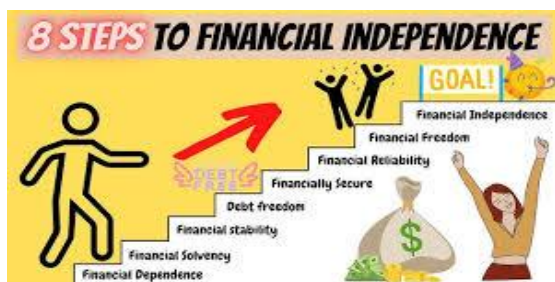 8 STEPS TO FINANCIAL INDEPENDENCE
GOAL!
Financial Independence
Financial Freedom
Financial Reliability
DEBT
FREE
Financially Secure
Debt freedom
Financial stability
$
Financial Solvency
Financial Dependence